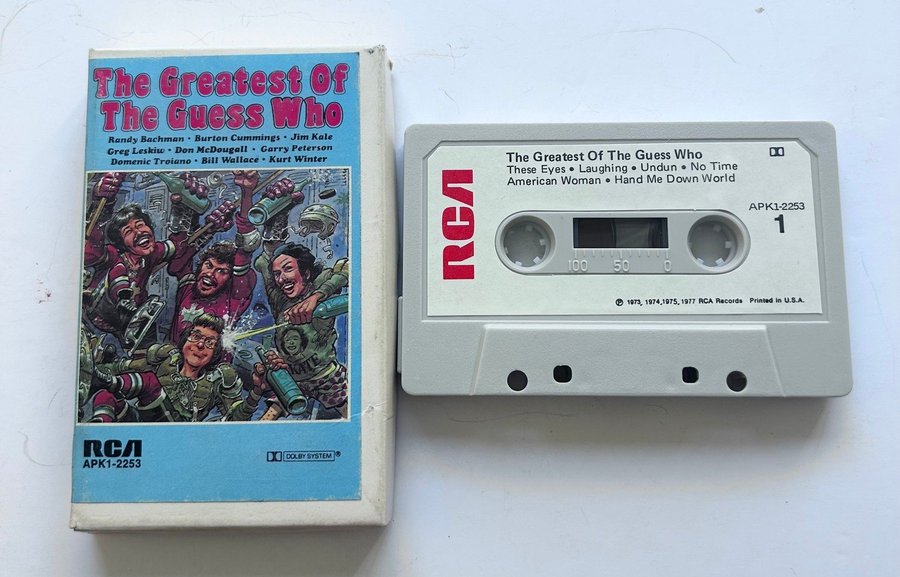 The Greatest Of
The Guess Who
Randy Bachman • Burton Cummings • Jim Kale
Greg Leskiw • Don McDougall • Garry Peterson
Domenic Troiano • Bill Wallace • Kurt Winter
KATE
RCA
APK1-2253
DOLBY SYSTEM®
RCA
The Greatest Of The Guess Who
These Eyes • Laughing • Undun • No Time
American Woman • Hand Me Down World
APK1-2253
1
100 50 0
℗ 1973, 1974,1975, 1977 RCA Records Printed in U.S.A.